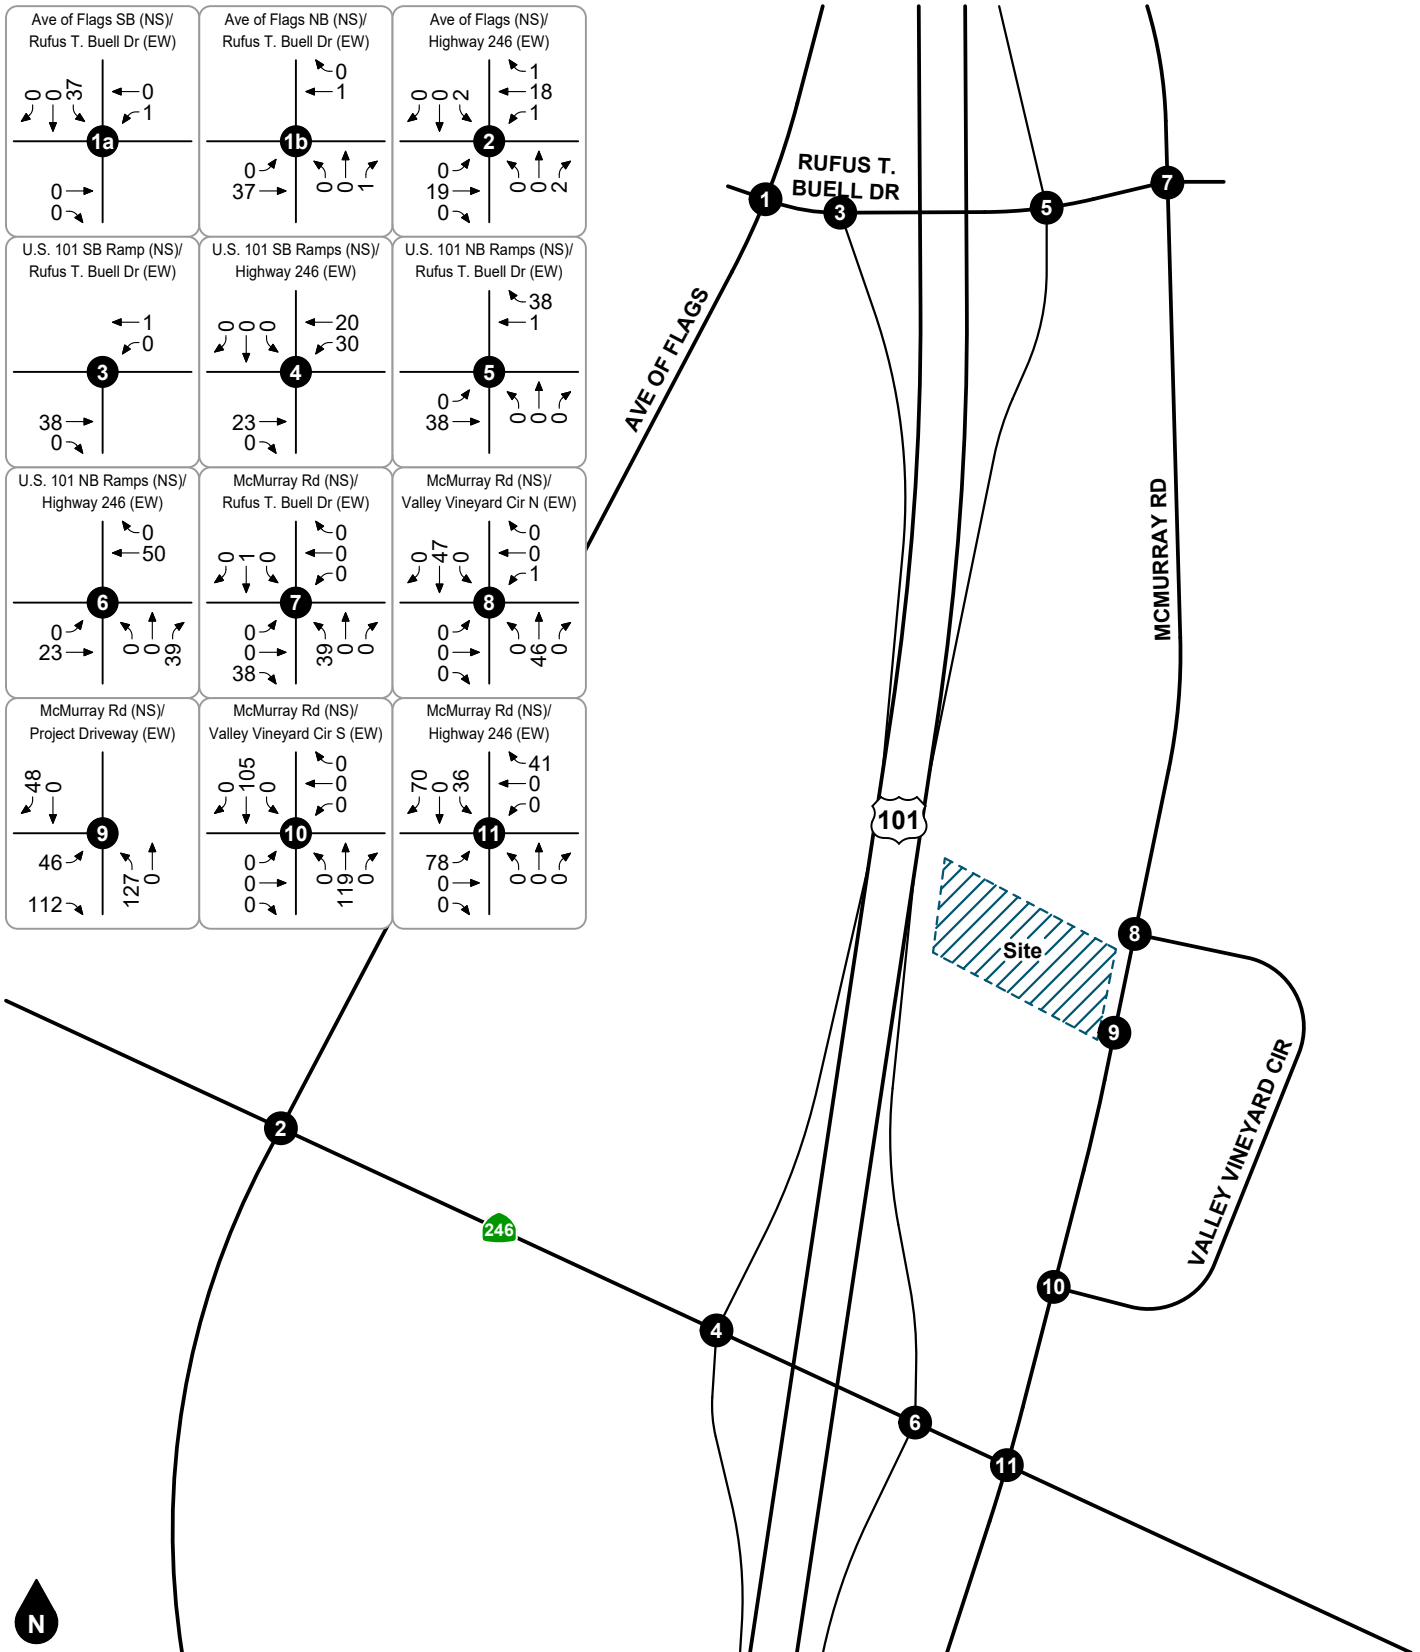 Ave of Flags SB (NS)/
Rufus T. Buell Dr (EW)
0 0 37
0
1
1a
0
0
Ave of Flags NB (NS)/
Rufus T. Buell Dr (EW)
0
1
1b
0
37
0 0 1
Ave of Flags (NS)/
Highway 246 (EW)
0 0 2
1
18
1
2
0
19
0
0 0 2
U.S. 101 SB Ramp (NS)/
Rufus T. Buell Dr (EW)
1
0
3
38
0
U.S. 101 SB Ramps (NS)/
Highway 246 (EW)
0 0 0
20
30
4
23
0
U.S. 101 NB Ramps (NS)/
Rufus T. Buell Dr (EW)
38
1
5
0
38
0 0 0
U.S. 101 NB Ramps (NS)/
Highway 246 (EW)
0
50
6
0
23
0 0 39
McMurray Rd (NS)/
Rufus T. Buell Dr (EW)
0 1 0
0
0
0
7
0
0
38
39 0 0
McMurray Rd (NS)/
Valley Vineyard Cir N (EW)
0 47 0
0
0
1
8
0
0
0
0 46 0
McMurray Rd (NS)/
Project Driveway (EW)
48 0
9
46
112
127 0
McMurray Rd (NS)/
Valley Vineyard Cir S (EW)
0 105 0
0
0
0
10
0
0
0
0 119 0
McMurray Rd (NS)/
Highway 246 (EW)
70 0 36
41
0
0
11
78
0
0
0 0 0
RUFUS T.
BUELL DR
1
3
5
7
AVE OF FLAGS
MCMURRAY RD
101
Site
8
9
VALLEY VINEYARD CIR
2
246
10
4
6
11
N